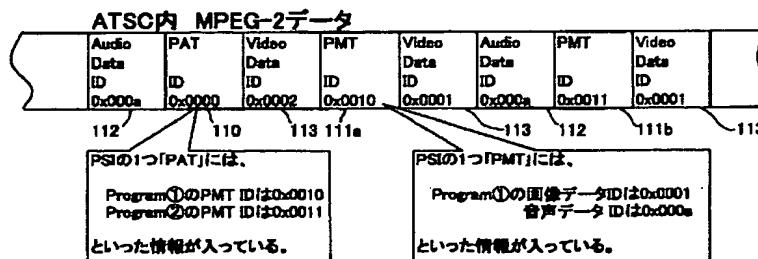 ATSC内 MPEG-2データ
Audio
Data
ID
0x000a
PAT
ID
0x0000
Video
Data
ID
0x0002
PMT
ID
0x0010
Video
Data
ID
0x0001
Audio
Data
ID
0x000a
PMT
ID
0x0011
Video
Data
ID
0x0001
112
110
113
111a
113
112
111b
113
PSIの1つ「PAT」には、
Program①のPMT IDは0x0010
Program②のPMT IDは0x0011
といった情報が入っている。
PSIの1つ「PMT」には、
Program①の画像データIDは0x0001
音声データ IDは0x000a
といった情報が入っている。